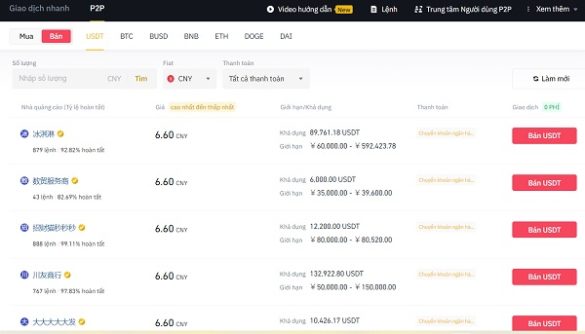 Giao dịch nhanh P2P Video hướng dẫn New Lệnh Trung tâm Người dùng P2P Xem thêm
Mua Bán USDT BTC BUSD BNB ETH DOGE DAI
Số lượng Fiat Thanh toán
Nhập số lượng CNY Tìm CNY Tất cả thanh toán Làm mới
Nhà quảng cáo (Tỷ lệ hoàn tất) Giá cao nhất đến thấp nhất Giới hạn/Khả dụng Thanh toán Giao dịch 0 PHÍ
冰淇淋 6.60 CNY Khả dụng 89,761.18 USDT Chuyển khoản ngân hà... Bán USDT
879 lệnh 92.82% hoàn tất Giới hạn ¥ 60,000.00 - ¥ 592,423.78
数贸服务商 6.60 CNY Khả dụng 6,000.00 USDT Chuyển khoản ngân hà... Bán USDT
43 lệnh 82.69% hoàn tất Giới hạn ¥ 35,000.00 - ¥ 39,600.00
招财猫秒秒秒 6.60 CNY Khả dụng 12,200.00 USDT Chuyển khoản ngân hà... Bán USDT
888 lệnh 99.11% hoàn tất Giới hạn ¥ 80,000.00 - ¥ 80,520.00
川友商行 6.60 CNY Khả dụng 132,922.80 USDT Chuyển khoản ngân hà... Bán USDT
767 lệnh 97.83% hoàn tất Giới hạn ¥ 50,000.00 - ¥ 150,000.00
大大大大大发 6.60 CNY Khả dụng 10,426.17 USDT Chuyển khoản ngân hà... Bán USDT